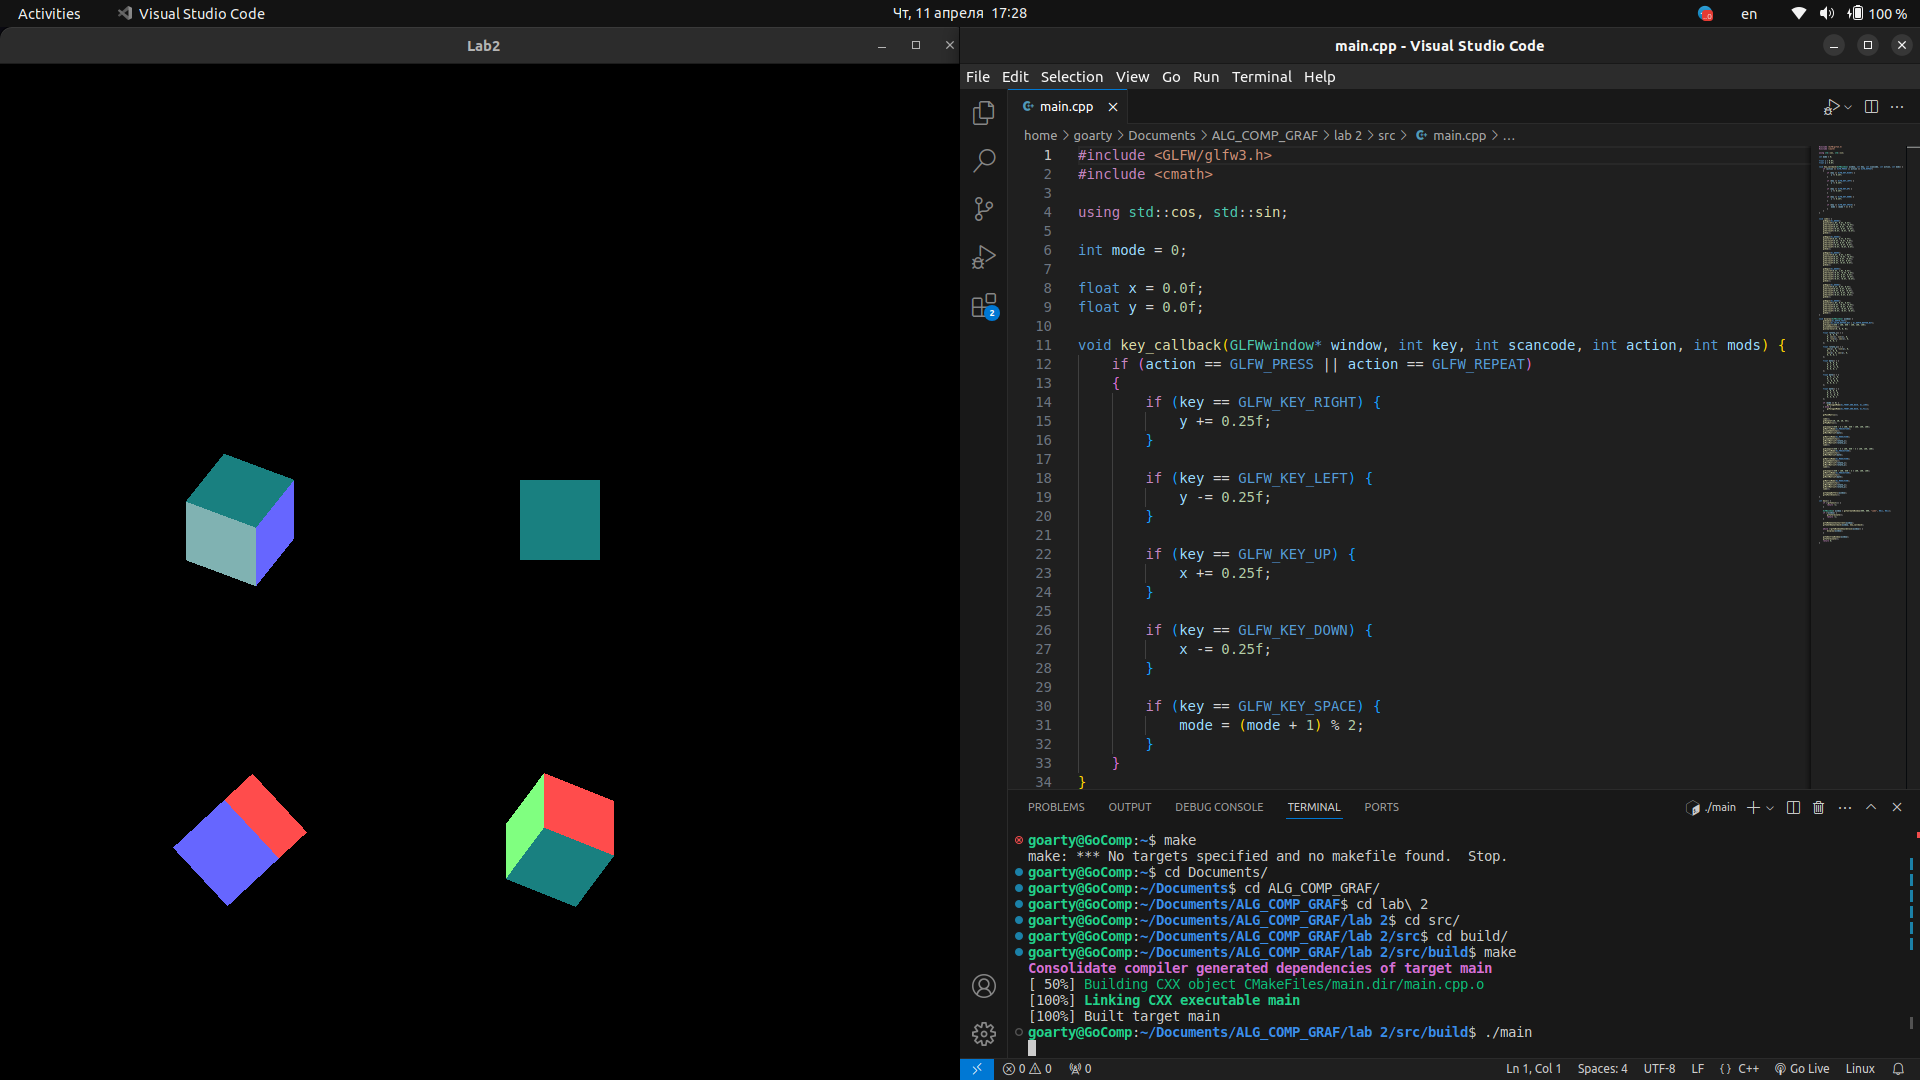 Activities
Visual Studio Code
Чт, 11 апреля 17:28
en
100 %
Lab2
main.cpp - Visual Studio Code
File Edit Selection View Go Run Terminal Help
main.cpp
home > goarty > Documents > ALG_COMP_GRAF > lab 2 > src > main.cpp > ...
1 #include <GLFW/glfw3.h>
2 #include <cmath>
3
4 using std::cos, std::sin;
5
6 int mode = 0;
7
8 float x = 0.0f;
9 float y = 0.0f;
10
11 void key_callback(GLFWwindow* window, int key, int scancode, int action, int mods) {
12 if (action == GLFW_PRESS || action == GLFW_REPEAT)
13 {
14 if (key == GLFW_KEY_RIGHT) {
15 y += 0.25f;
16 }
17
18 if (key == GLFW_KEY_LEFT) {
19 y -= 0.25f;
20 }
21
22 if (key == GLFW_KEY_UP) {
23 x += 0.25f;
24 }
25
26 if (key == GLFW_KEY_DOWN) {
27 x -= 0.25f;
28 }
29
30 if (key == GLFW_KEY_SPACE) {
31 mode = (mode + 1) % 2;
32 }
33 }
34 }
2
PROBLEMS OUTPUT DEBUG CONSOLE TERMINAL PORTS
./main
goarty@GoComp:~$ make
make: *** No targets specified and no makefile found.  Stop.
goarty@GoComp:~$ cd Documents/
goarty@GoComp:~/Documents$ cd ALG_COMP_GRAF/
goarty@GoComp:~/Documents/ALG_COMP_GRAF$ cd lab\ 2
goarty@GoComp:~/Documents/ALG_COMP_GRAF/lab 2$ cd src/
goarty@GoComp:~/Documents/ALG_COMP_GRAF/lab 2/src$ cd build/
goarty@GoComp:~/Documents/ALG_COMP_GRAF/lab 2/src/build$ make
Consolidate compiler generated dependencies of target main
[ 50%] Building CXX object CMakeFiles/main.dir/main.cpp.o
[100%] Linking CXX executable main
[100%] Built target main
goarty@GoComp:~/Documents/ALG_COMP_GRAF/lab 2/src/build$ ./main
0 0 0
Ln 1, Col 1 Spaces: 4 UTF-8 LF {} C++ Go Live Linux